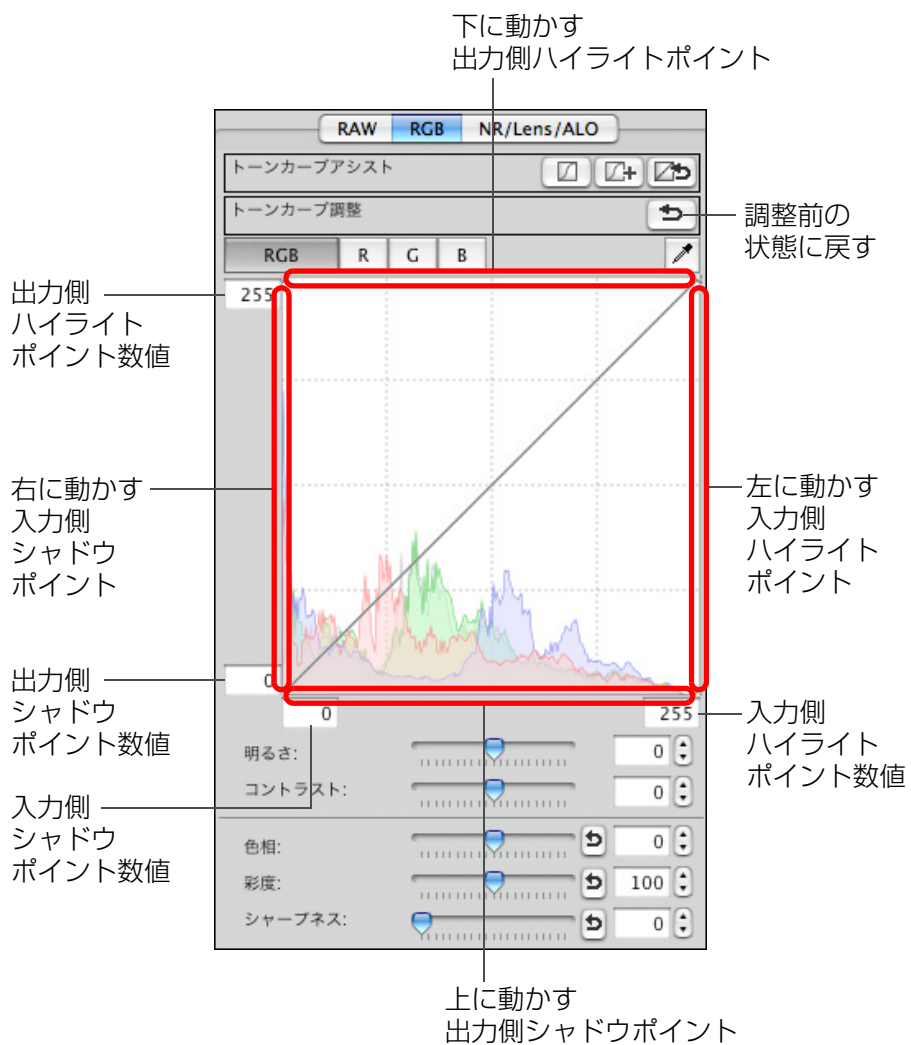 下に動かす
出力側ハイライトポイント
RAW RGB NR/Lens/ALO
トーンカーブアシスト
トーンカーブ調整
調整前の
状態に戻す
RGB R G B
出力側
ハイライト
ポイント数値
255
右に動かす
入力側
シャドウ
ポイント
左に動かす
入力側
ハイライト
ポイント
出力側
シャドウ
ポイント数値
0
0
255
入力側
ハイライト
ポイント数値
明るさ: 0
コントラスト: 0
入力側
シャドウ
ポイント数値
色相: 0
彩度: 100
シャープネス: 0
上に動かす
出力側シャドウポイント